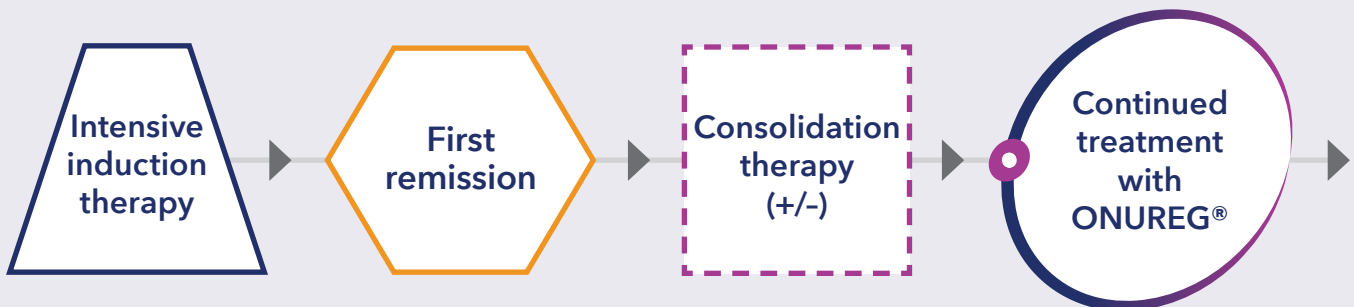 Intensive
induction
therapy
First
remission
Consolidation
therapy
(+/–)
Continued
treatment
with
ONUREG®